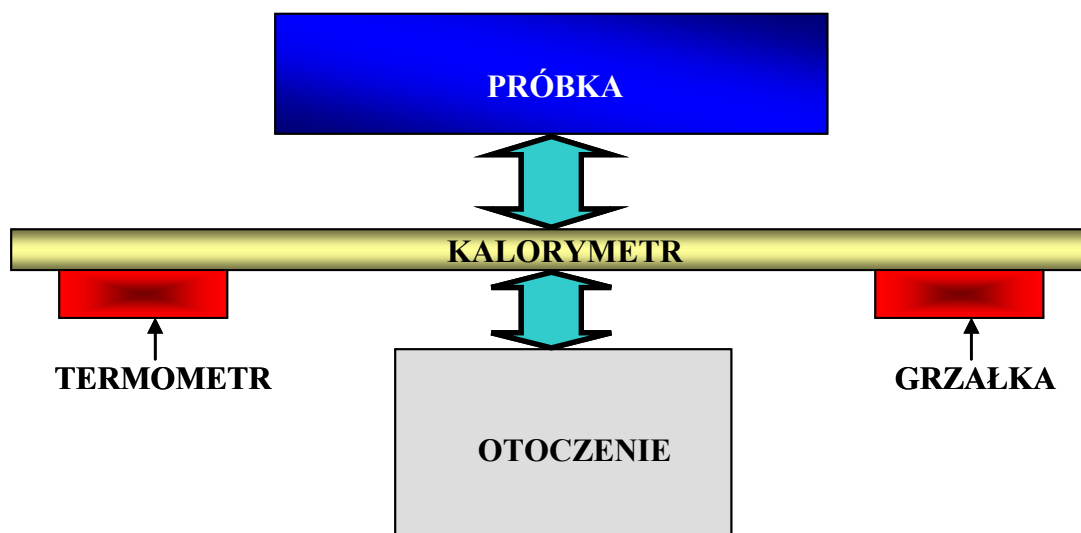 PRÓBKA
KALORYMETR
TERMOMETR
GRZAŁKA
OTOCZENIE